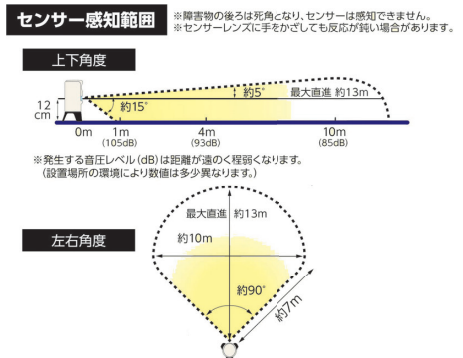 センサー感知範囲
※障害物の後ろは死角となり、センサーは感知できません。
※センサーレンズに手をかざしても反応が鈍い場合があります。
上下角度
約5° 最大直進 約13m
約15°
12
cm
0m 1m 4m 10m
(105dB) (93dB) (85dB)
※発生する音圧レベル(dB)は距離が遠のく程弱くなります。
(設置場所の環境により数値は多少異なります。)
左右角度
最大直進 約13m
約10m
約90°
約7m